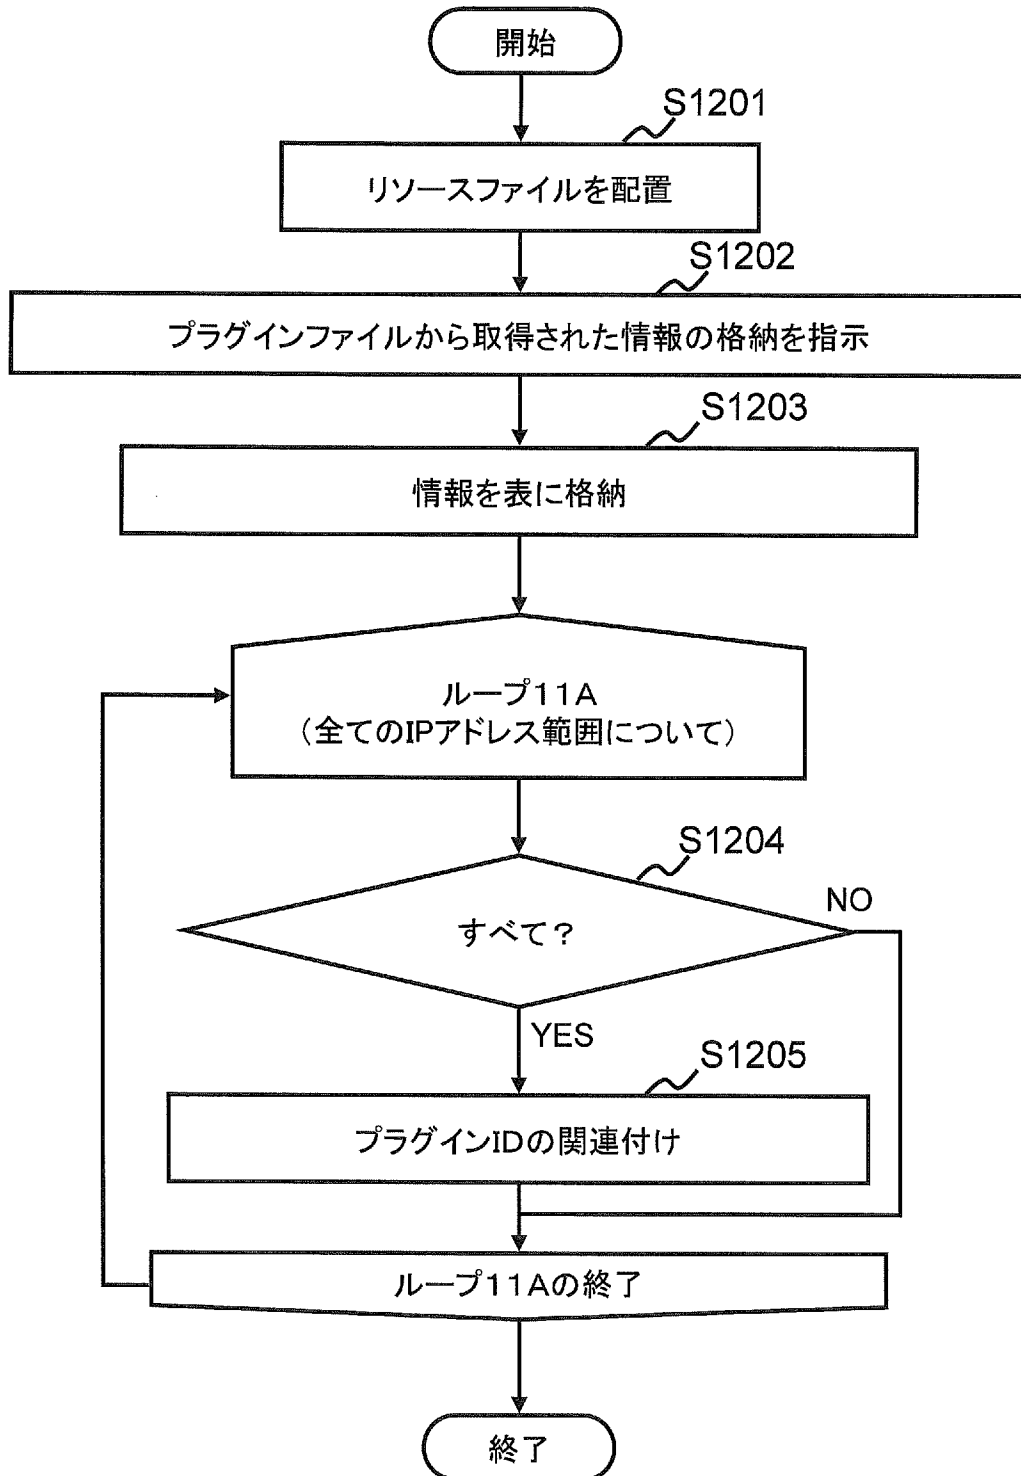 開始
S1201
リソースファイルを配置
S1202
プラグインファイルから取得された情報の格納を指示
S1203
情報を表に格納
ループ11A
（全てのIPアドレス範囲について）
S1204
すべて？
NO
YES
S1205
プラグインIDの関連付け
ループ11Aの終了
終了